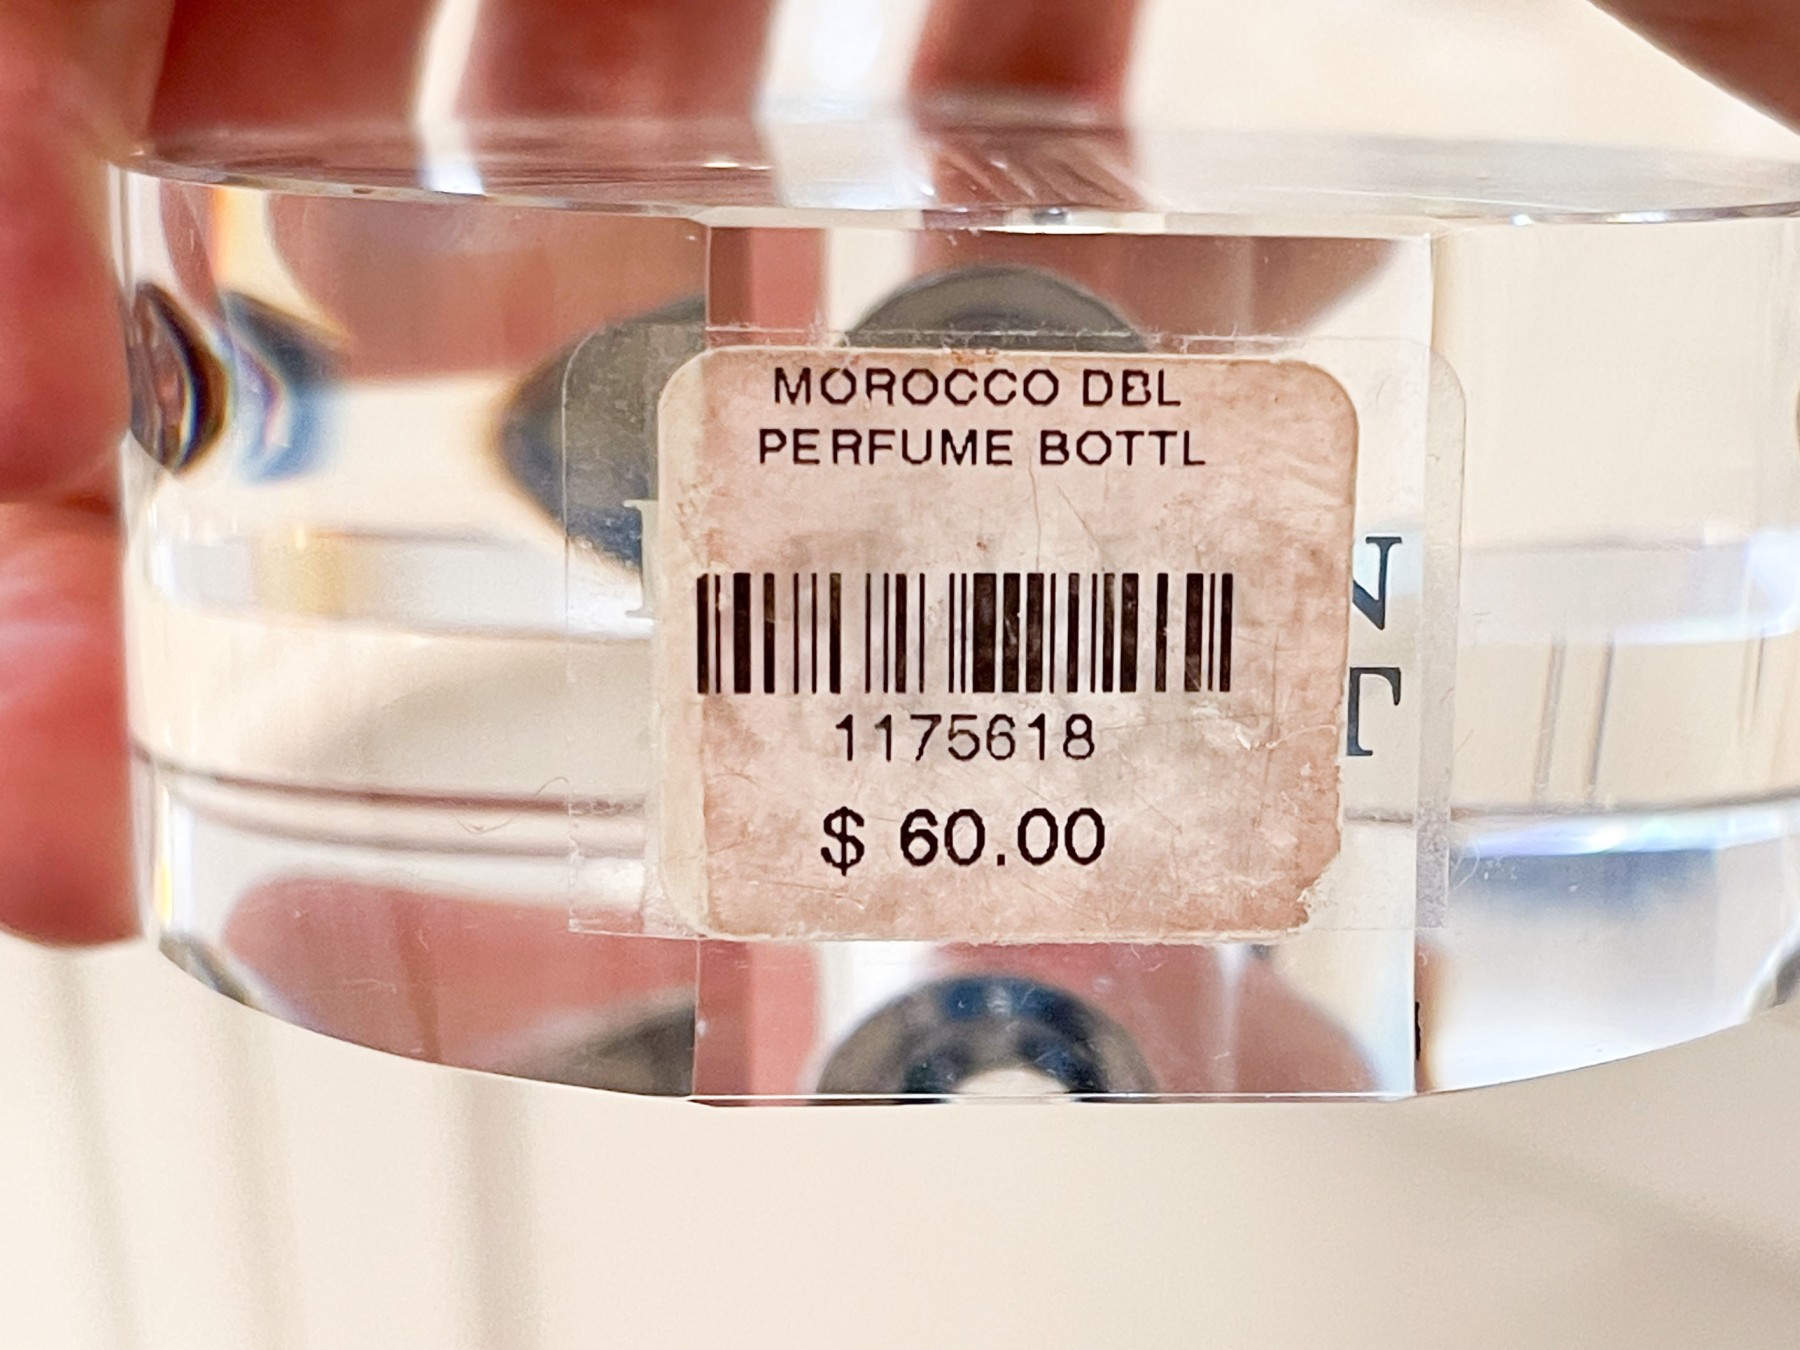 MOROCCO DBL
PERFUME BOTTL
1175618
$ 60.00